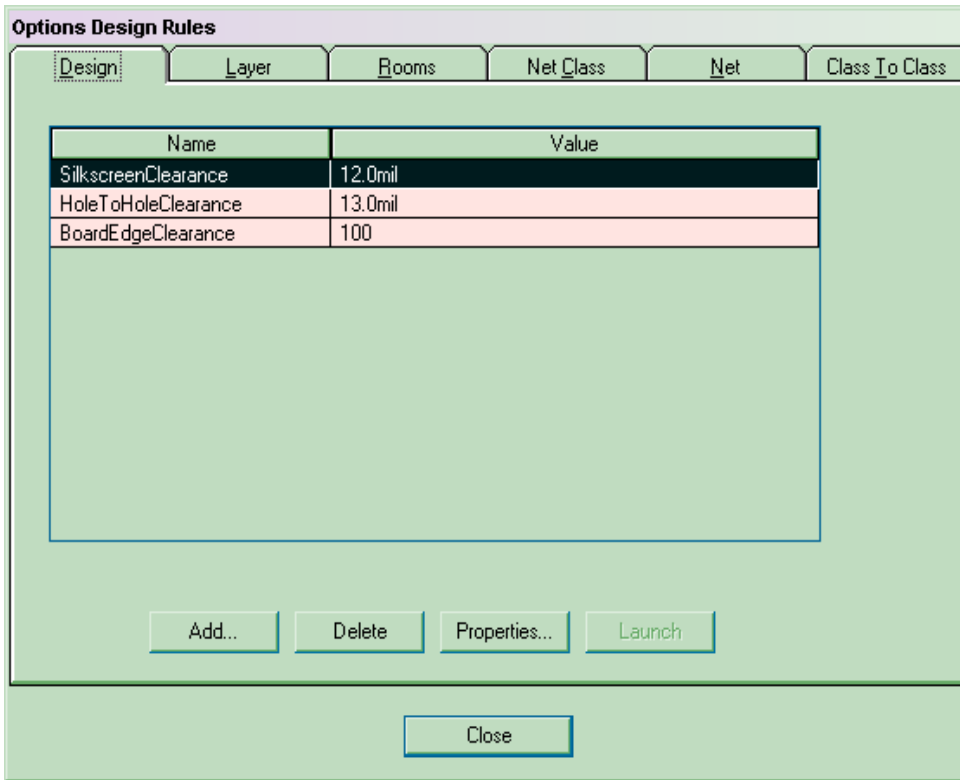 Options Design Rules
Design Layer Rooms Net Class Net Class To Class
Name Value
SilkscreenClearance 12.0mil
HoleToHoleClearance 13.0mil
BoardEdgeClearance 100
Add... Delete Properties... Launch
Close